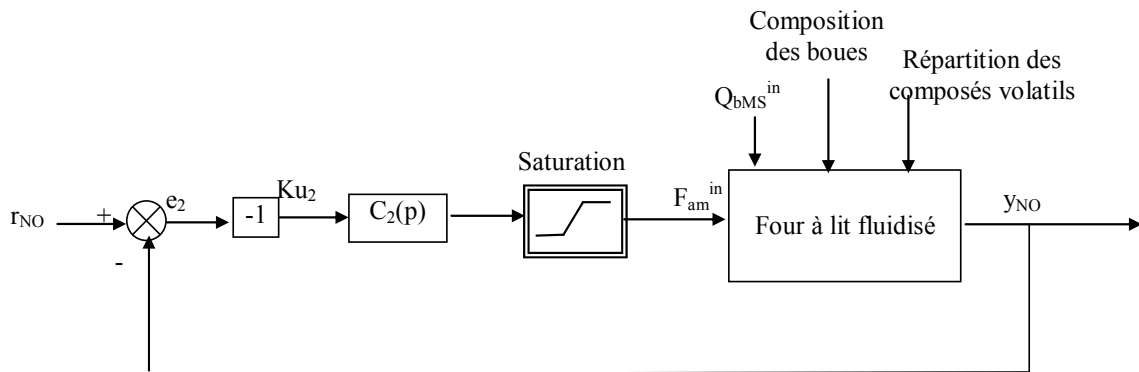 Composition
des boues
Répartition des
composés volatils
Q_bMS^in
Saturation
r_NO
+
-
e_2
-1
Ku_2
C_2(p)
F_am^in
Four à lit fluidisé
y_NO